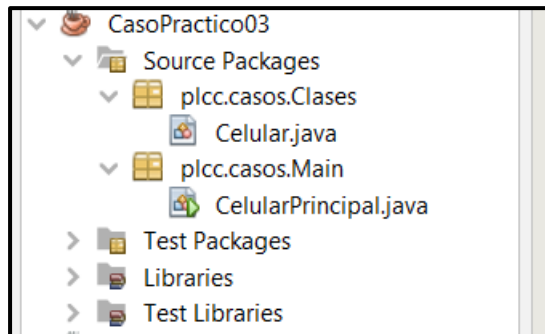 CasoPractico03
Source Packages
plcc.casos.Clases
Celular.java
plcc.casos.Main
CelularPrincipal.java
Test Packages
Libraries
Test Libraries